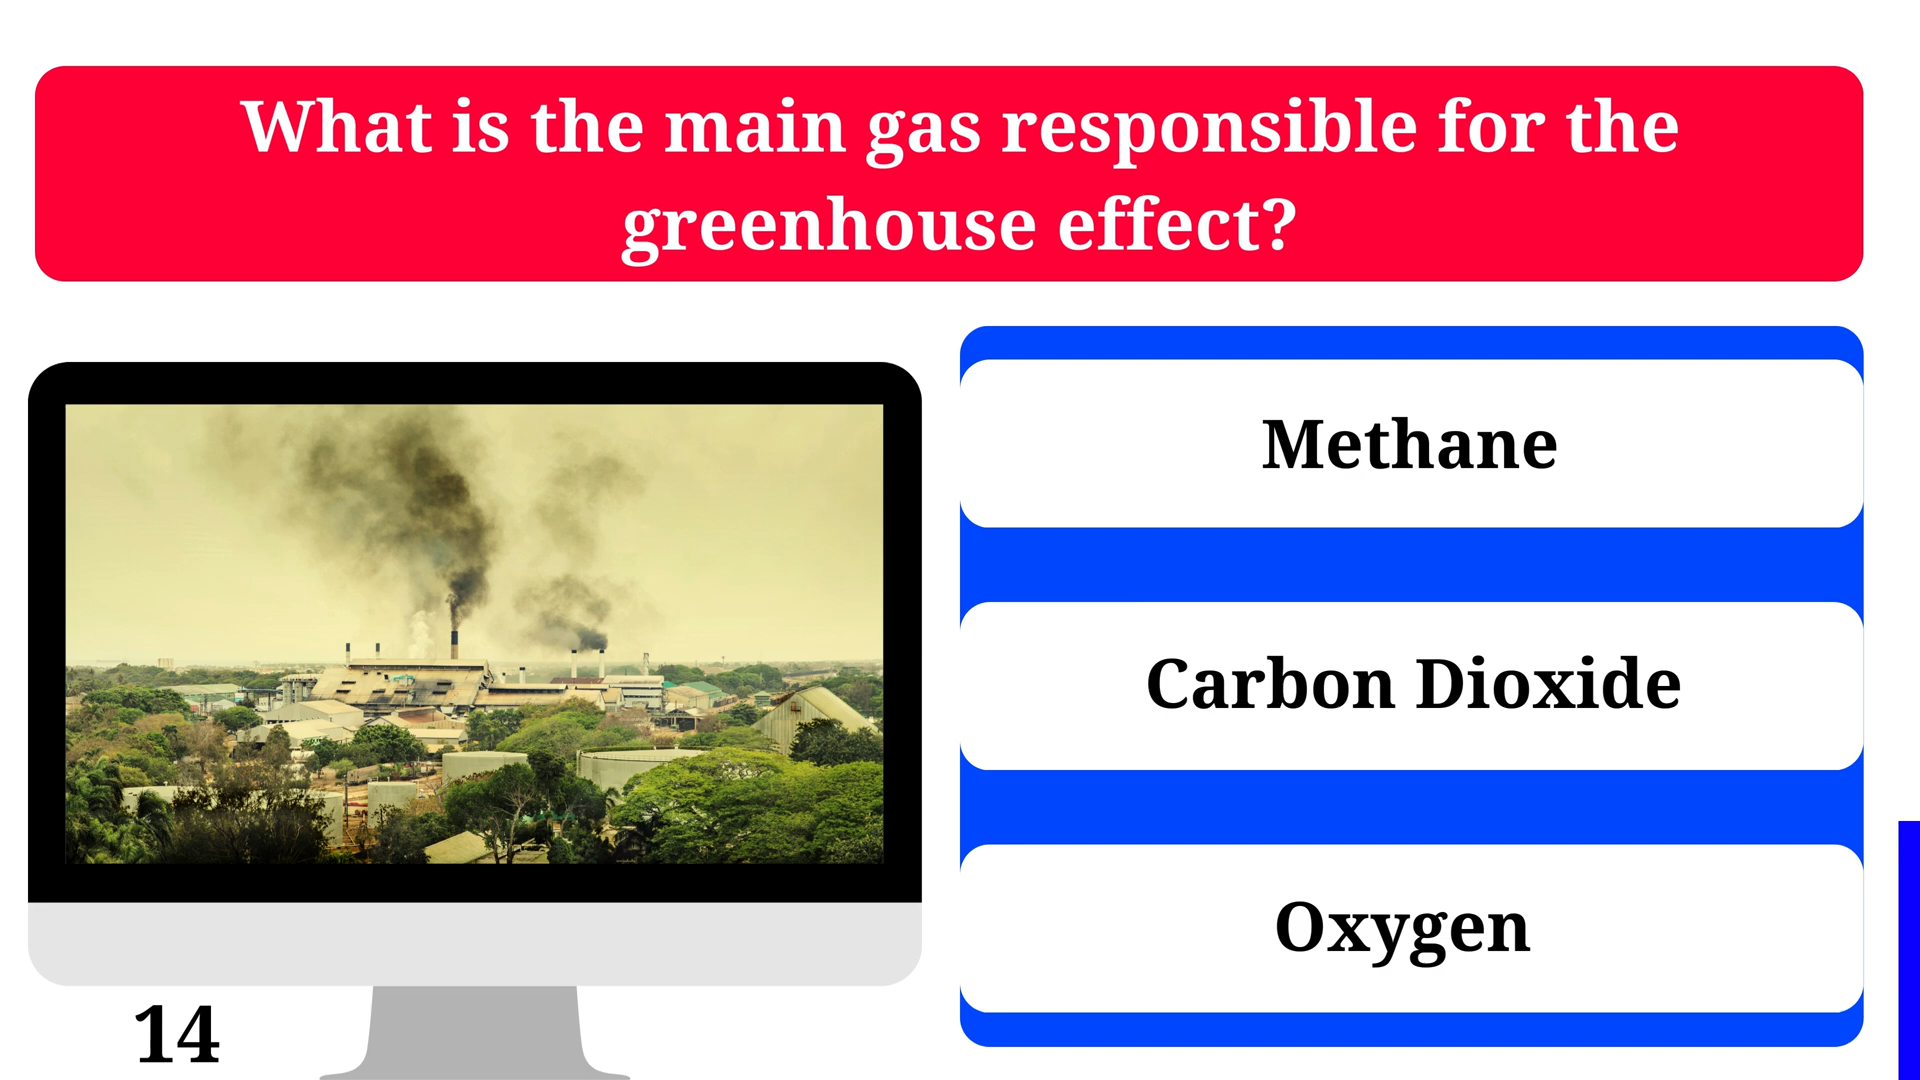 What is the main gas responsible for the
greenhouse effect?
Methane
Carbon Dioxide
Oxygen
14